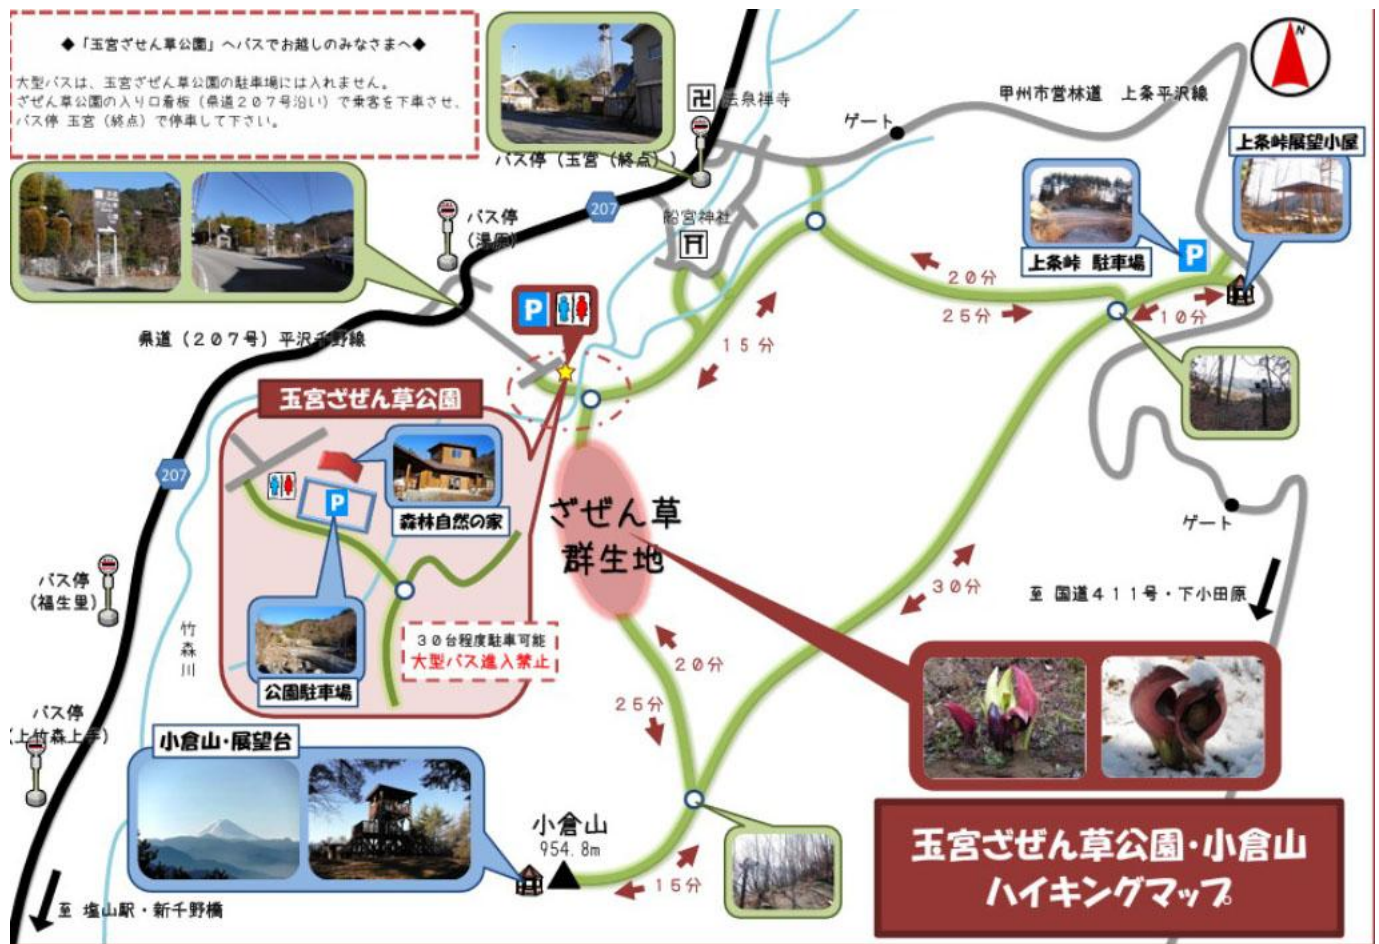 ◆「玉宮ざぜん草公園」へバスでお越しのみなさまへ◆
大型バスは、玉宮ざぜん草公園の駐車場には入れません。
ざぜん草公園の入り口看板（県道２０７号沿い）で乗客を下車させ、
バス停 玉宮（終点）で停車して下さい。
バス停（玉宮（終点））
卍
法泉禅寺
ゲート
甲州市営林道　上条平沢線
上条峠展望小屋
バス停
(湯原)
207
船宮神社
P
上条峠 駐車場
20分
25分
10分
P
県道（２０７号）平沢千野線
15分
玉宮ざぜん草公園
207
P
森林自然の家
ざぜん草
群生地
ゲート
バス停
(福生里)
竹森川
公園駐車場
３０台程度駐車可能
大型バス進入禁止
30分
至 国道４１１号・下小田原
20分
25分
バス停
(上竹森上手)
小倉山・展望台
小倉山
954.8m
15分
至 塩山駅・新千野橋
玉宮ざぜん草公園・小倉山
ハイキングマップ